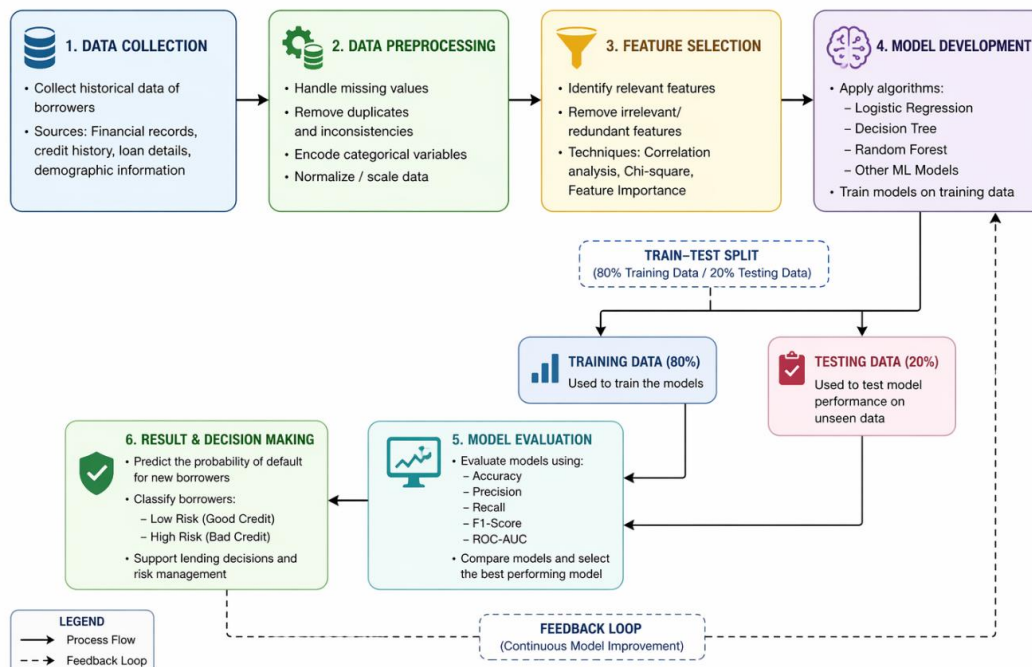 1. DATA COLLECTION
• Collect historical data of
borrowers
• Sources: Financial records,
credit history, loan details,
demographic information
2. DATA PREPROCESSING
• Handle missing values
• Remove duplicates
and inconsistencies
• Encode categorical variables
• Normalize / scale data
3. FEATURE SELECTION
• Identify relevant features
• Remove irrelevant/
redundant features
• Techniques: Correlation
analysis, Chi-square,
Feature Importance
4. MODEL DEVELOPMENT
• Apply algorithms:
– Logistic Regression
– Decision Tree
– Random Forest
– Other ML Models
• Train models on training data
TRAIN–TEST SPLIT
(80% Training Data / 20% Testing Data)
TRAINING DATA (80%)
Used to train the models
TESTING DATA (20%)
Used to test model
performance on
unseen data
5. MODEL EVALUATION
• Evaluate models using:
– Accuracy
– Precision
– Recall
– F1-Score
– ROC-AUC
• Compare models and select
the best performing model
6. RESULT & DECISION MAKING
• Predict the probability of default
for new borrowers
• Classify borrowers:
– Low Risk (Good Credit)
– High Risk (Bad Credit)
• Support lending decisions and
risk management
FEEDBACK LOOP
(Continuous Model Improvement)
LEGEND
Process Flow
Feedback Loop